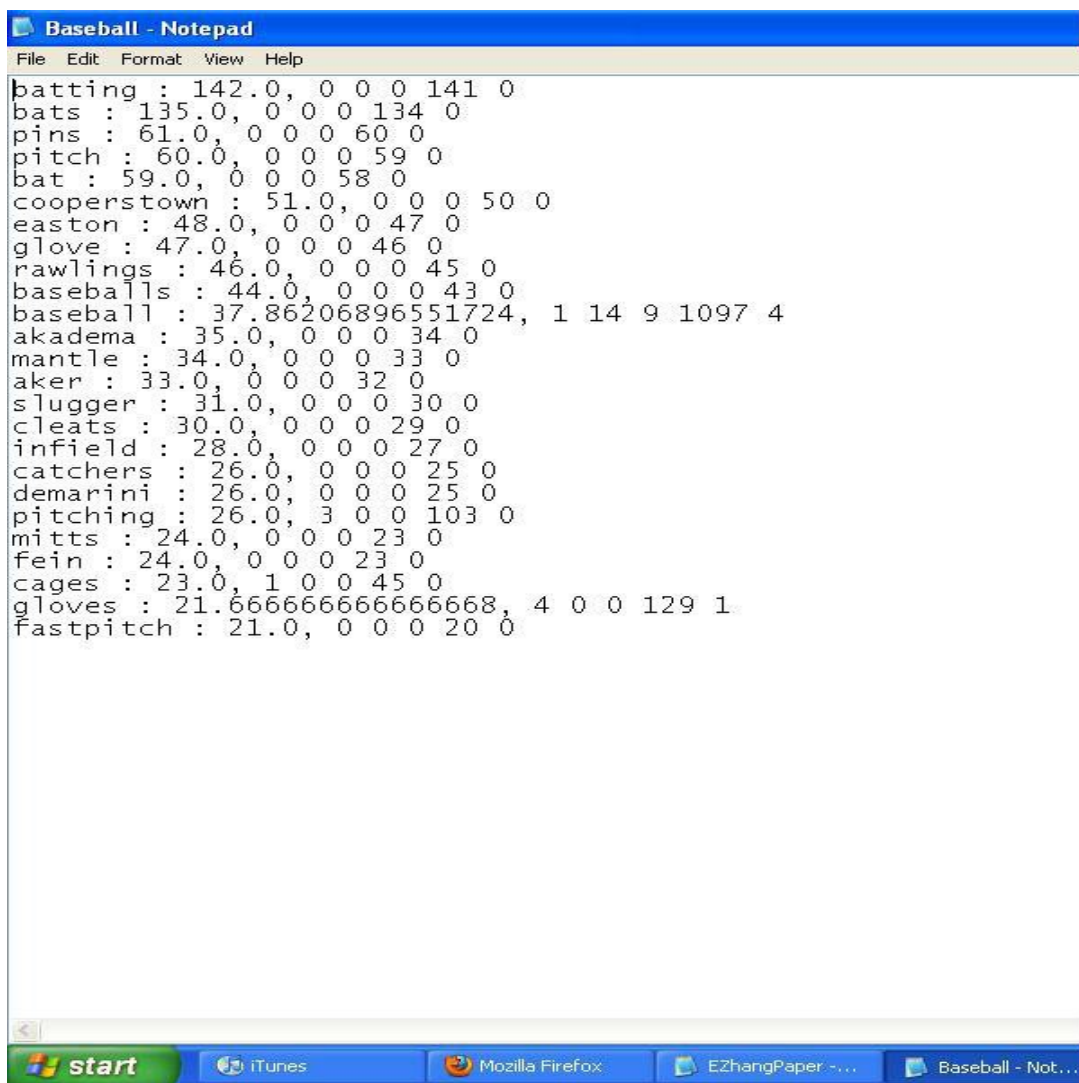 Baseball - Notepad
File Edit Format View Help
batting : 142.0, 0 0 0 141 0
bats : 135.0, 0 0 0 134 0
pins : 61.0, 0 0 0 60 0
pitch : 60.0, 0 0 0 59 0
bat : 59.0, 0 0 0 58 0
cooperstown : 51.0, 0 0 0 50 0
easton : 48.0, 0 0 0 47 0
glove : 47.0, 0 0 0 46 0
rawlings : 46.0, 0 0 0 45 0
baseballs : 44.0, 0 0 0 43 0
baseball : 37.86206896551724, 1 14 9 1097 4
akadema : 35.0, 0 0 0 34 0
mantle : 34.0, 0 0 0 33 0
aker : 33.0, 0 0 0 32 0
slugger : 31.0, 0 0 0 30 0
cleats : 30.0, 0 0 0 29 0
infield : 28.0, 0 0 0 27 0
catchers : 26.0, 0 0 0 25 0
demarini : 26.0, 0 0 0 25 0
pitching : 26.0, 3 0 0 103 0
mitts : 24.0, 0 0 0 23 0
fein : 24.0, 0 0 0 23 0
cages : 23.0, 1 0 0 45 0
gloves : 21.666666666666668, 4 0 0 129 1
fastpitch : 21.0, 0 0 0 20 0
start iTunes Mozilla Firefox EZhangPaper -... Baseball - Not...